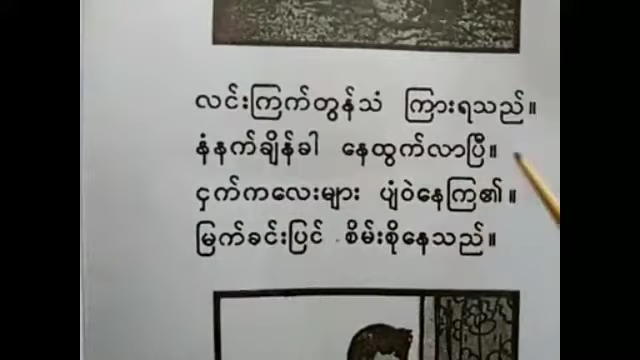 လင်းကြက်တွန်သံ ကြားရသည်။
နံနက်ချိန်ခါ နေထွက်လာပြီ။
ငှက်ကလေးများ ပျံဝဲနေကြ၏။
မြက်ခင်းပြင် စိမ်းစိုနေသည်။